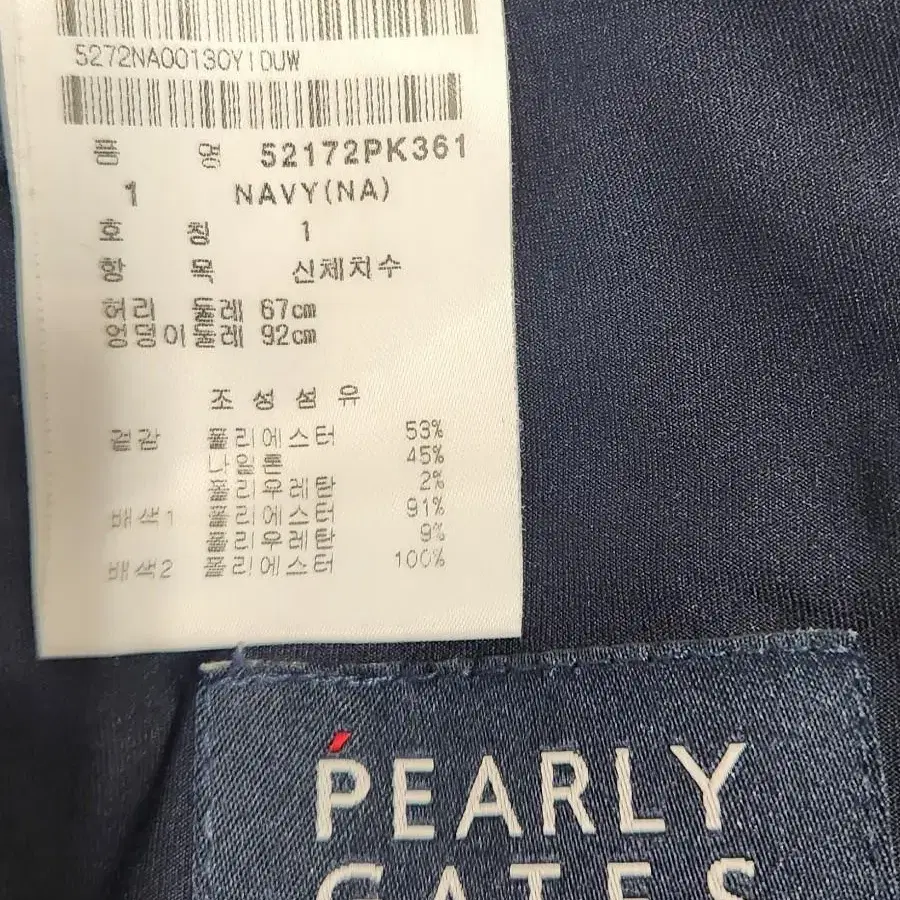 5272NA00130YIDUW
품 명 52172PK361
1 NAVY(NA)
호 칭 1
항 목 신체치수
허리 둘레 67㎝
엉덩이둘레 92㎝
조 성 섬 유
겉감 폴리에스터 53%
나일론 45%
폴리우레탄 2%
배색1 폴리에스터 91%
폴리우레탄 9%
배색2 폴리에스터 100%
PEARLY
GATES